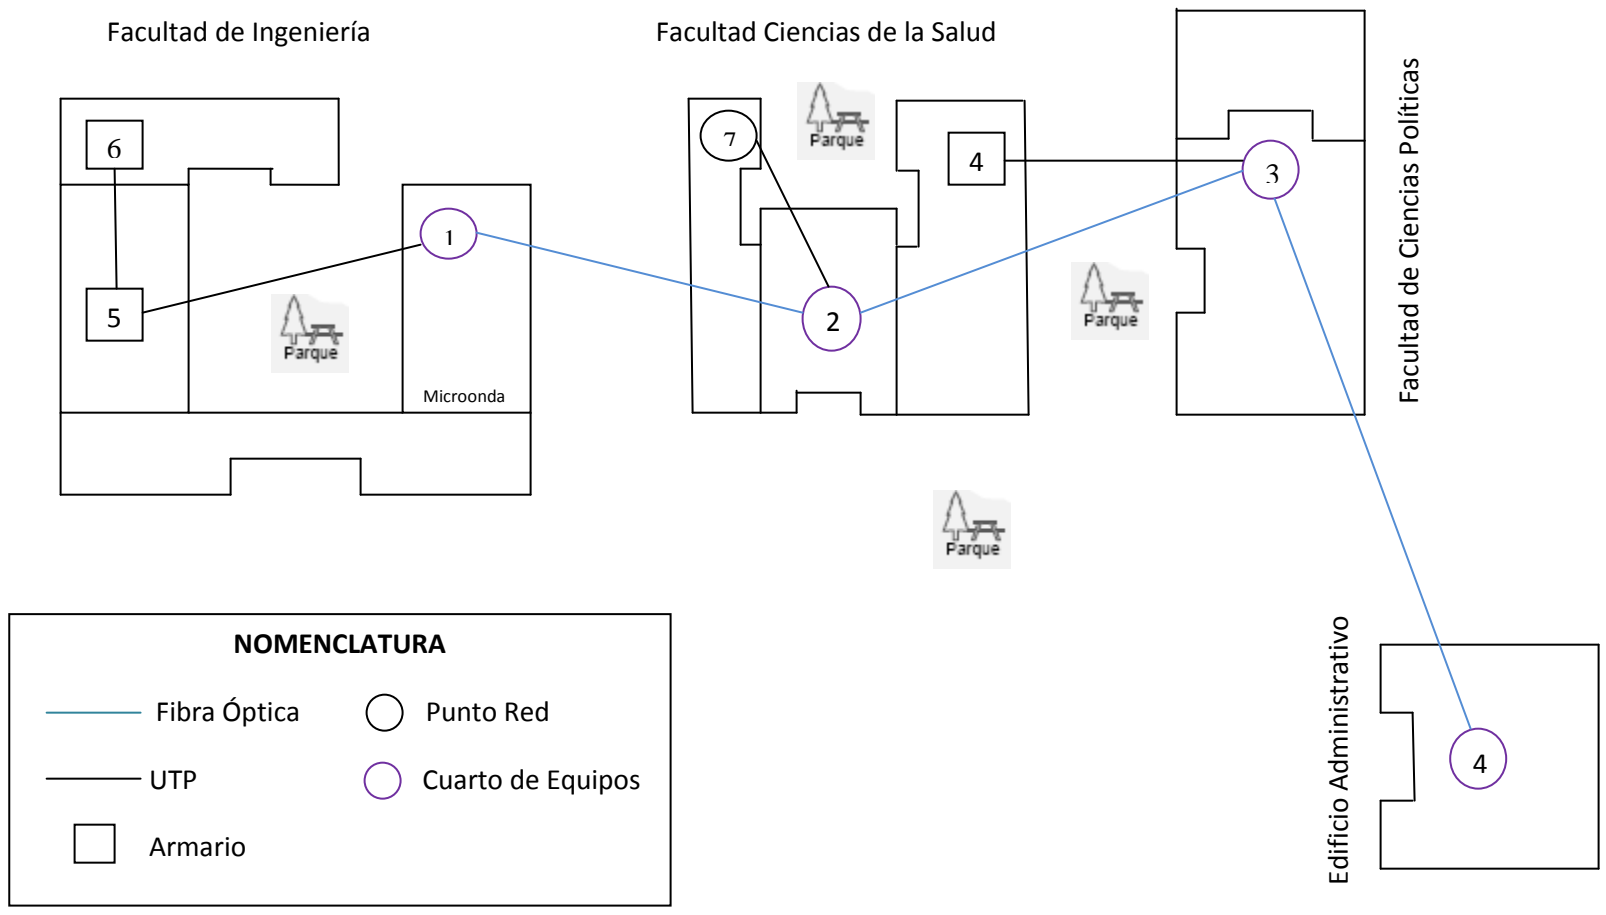 Facultad de Ingeniería
Facultad Ciencias de la Salud
Facultad de Ciencias Políticas
Parque
6
7
4
3
1
5
2
Parque
Parque
Microonda
Parque
Edificio Administrativo
4
NOMENCLATURA
Fibra Óptica
Punto Red
UTP
Cuarto de Equipos
Armario